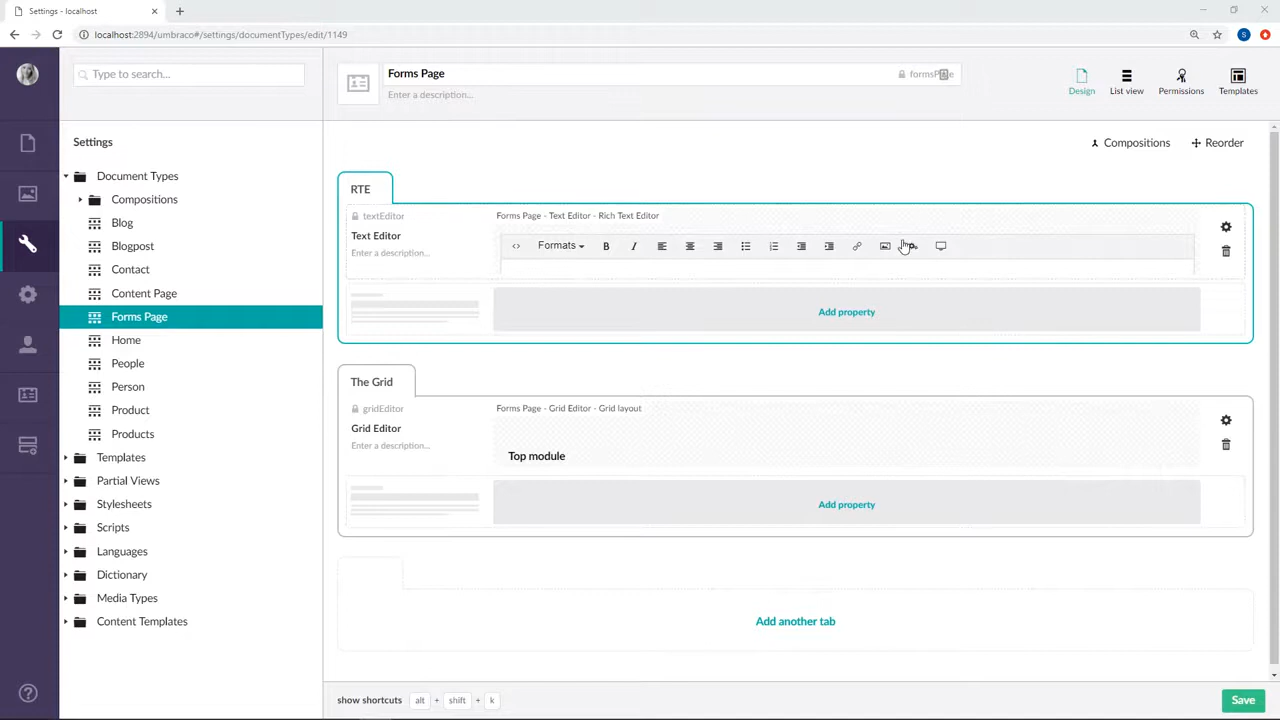 Settings - localhost
localhost:2894/umbraco#/settings/documentTypes/edit/1149
S
Type to search...
Forms Page
Enter a description...
Design
List view
Permissions
Templates
Settings
Compositions
Reorder
Document Types
Compositions
Blog
Blogpost
Contact
Content Page
Forms Page
Home
People
Person
Product
Products
Templates
Partial Views
Stylesheets
Scripts
Languages
Dictionary
Media Types
Content Templates
RTE
textEditor
Text Editor
Enter a description...
Forms Page - Text Editor - Rich Text Editor
Formats
B
I
Add property
The Grid
gridEditor
Grid Editor
Enter a description...
Forms Page - Grid Editor - Grid layout
Top module
Add property
Add another tab
show shortcuts alt + shift + k
Save